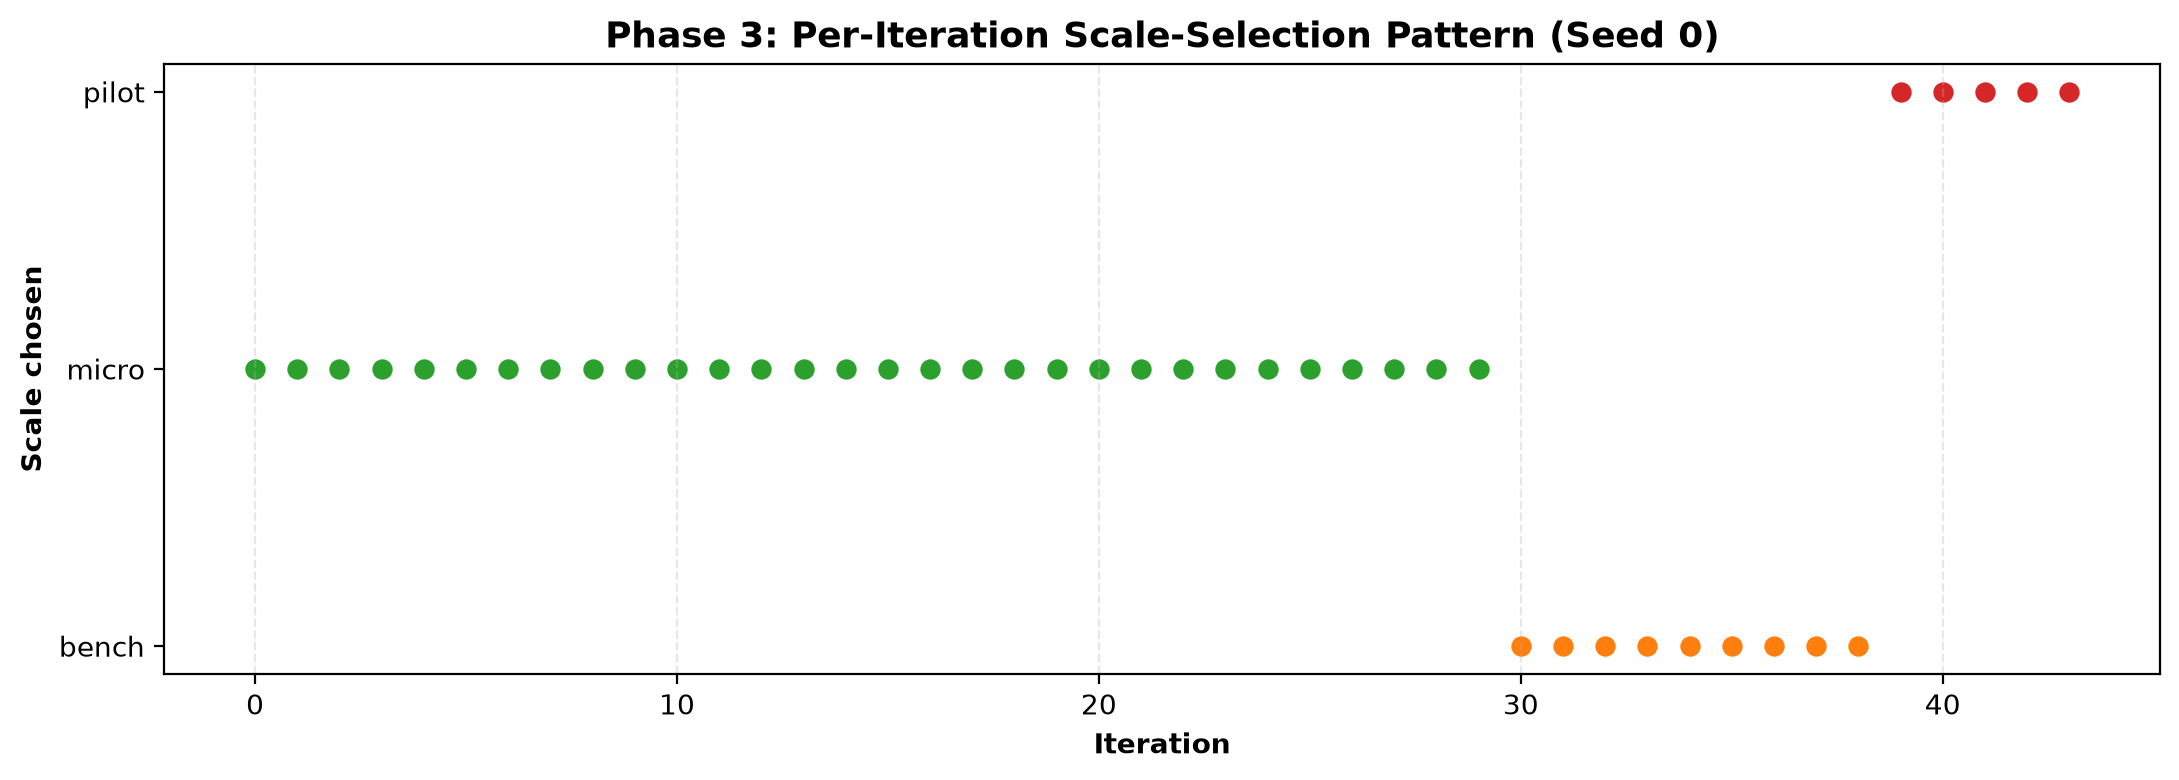 Phase 3: Per-Iteration Scale-Selection Pattern (Seed 0)
Scale chosen
pilot
micro
bench
0 10 20 30 40
Iteration